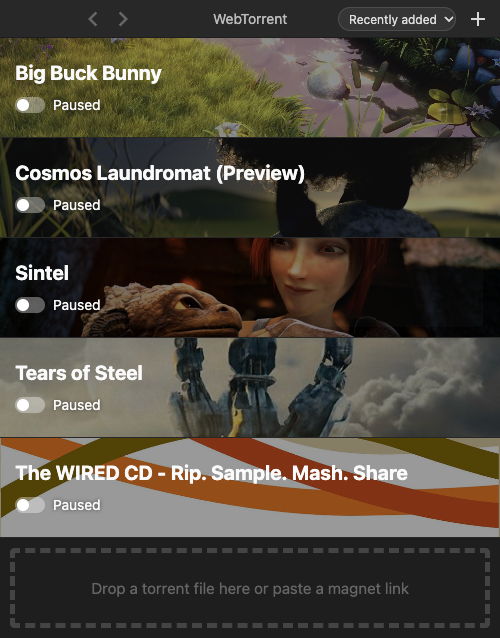 WebTorrent
Recently added
Big Buck Bunny
Paused
Cosmos Laundromat (Preview)
Paused
Sintel
Paused
Tears of Steel
Paused
The WIRED CD - Rip. Sample. Mash. Share
Paused
Drop a torrent file here or paste a magnet link